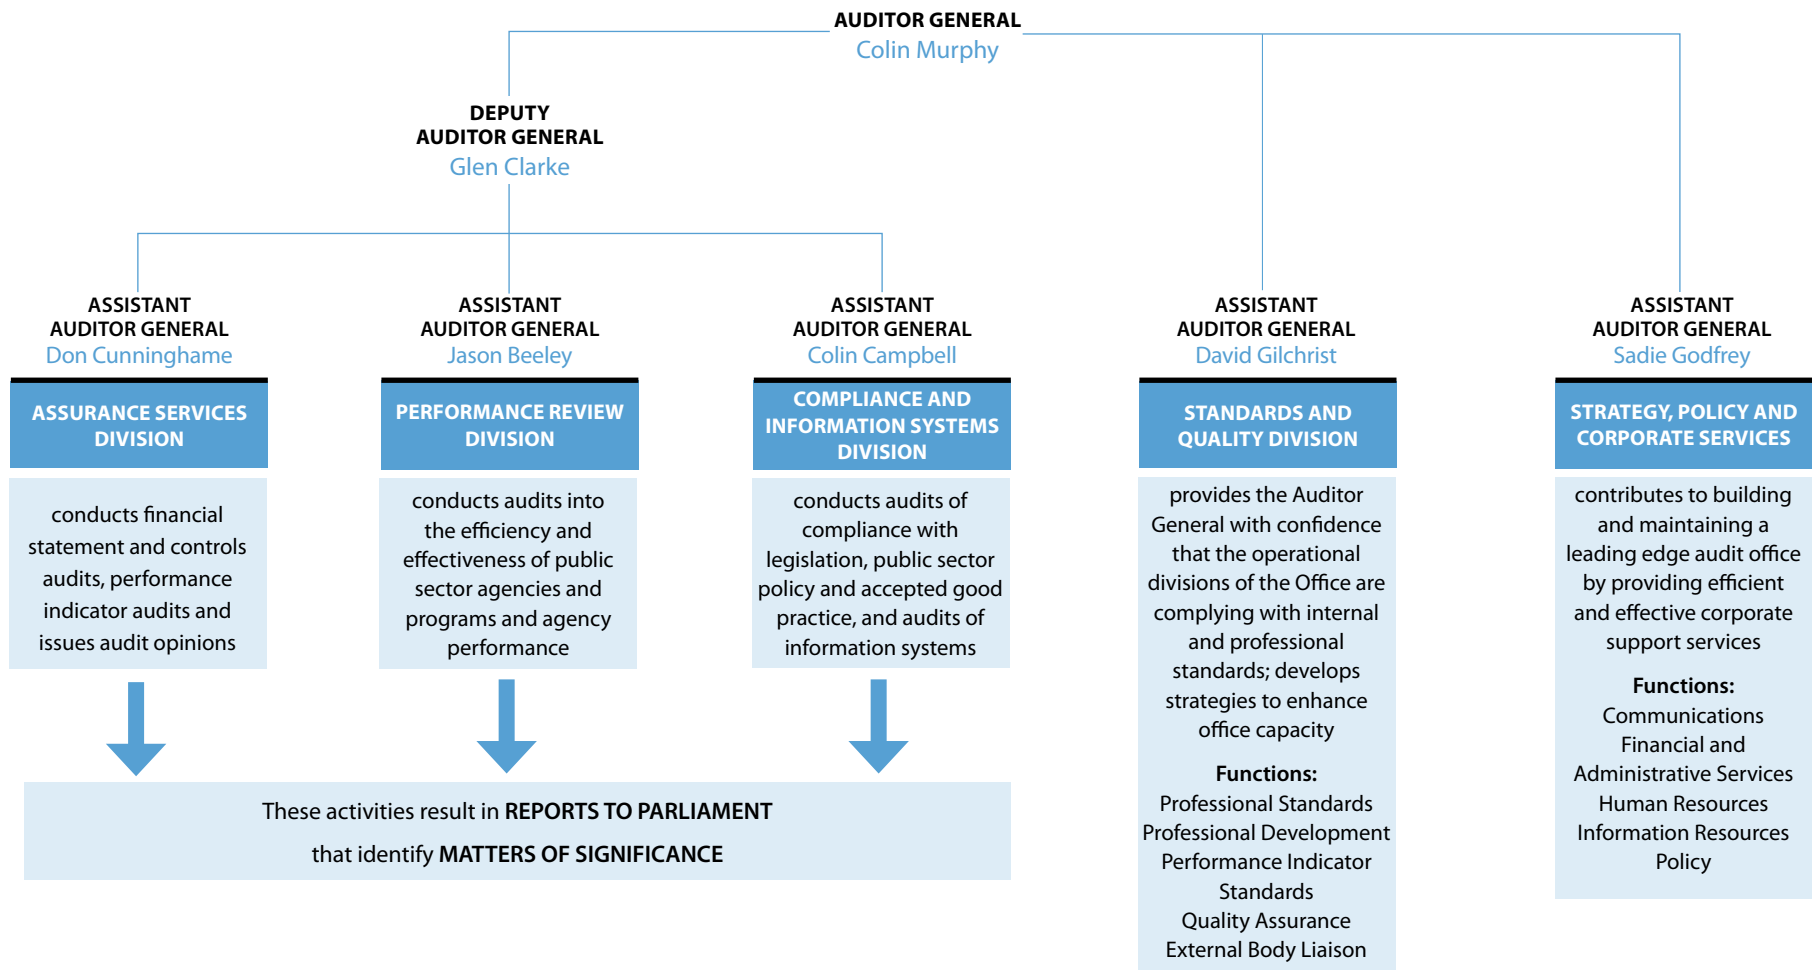 AUDITOR GENERAL
Colin Murphy
DEPUTY
AUDITOR GENERAL
Glen Clarke
ASSISTANT
AUDITOR GENERAL
Don Cunninghame
ASSURANCE SERVICES
DIVISION
conducts financial
statement and controls
audits, performance
indicator audits and
issues audit opinions
ASSISTANT
AUDITOR GENERAL
Jason Beeley
PERFORMANCE REVIEW
DIVISION
conducts audits into
the efficiency and
effectiveness of public
sector agencies and
programs and agency
performance
ASSISTANT
AUDITOR GENERAL
Colin Campbell
COMPLIANCE AND
INFORMATION SYSTEMS
DIVISION
conducts audits of
compliance with
legislation, public sector
policy and accepted good
practice, and audits of
information systems
These activities result in REPORTS TO PARLIAMENT
that identify MATTERS OF SIGNIFICANCE
ASSISTANT
AUDITOR GENERAL
David Gilchrist
STANDARDS AND
QUALITY DIVISION
provides the Auditor
General with confidence
that the operational
divisions of the Office are
complying with internal
and professional
standards; develops
strategies to enhance
office capacity
Functions:
Professional Standards
Professional Development
Performance Indicator
Standards
Quality Assurance
External Body Liaison
ASSISTANT
AUDITOR GENERAL
Sadie Godfrey
STRATEGY, POLICY AND
CORPORATE SERVICES
contributes to building
and maintaining a
leading edge audit office
by providing efficient
and effective corporate
support services
Functions:
Communications
Financial and
Administrative Services
Human Resources
Information Resources
Policy